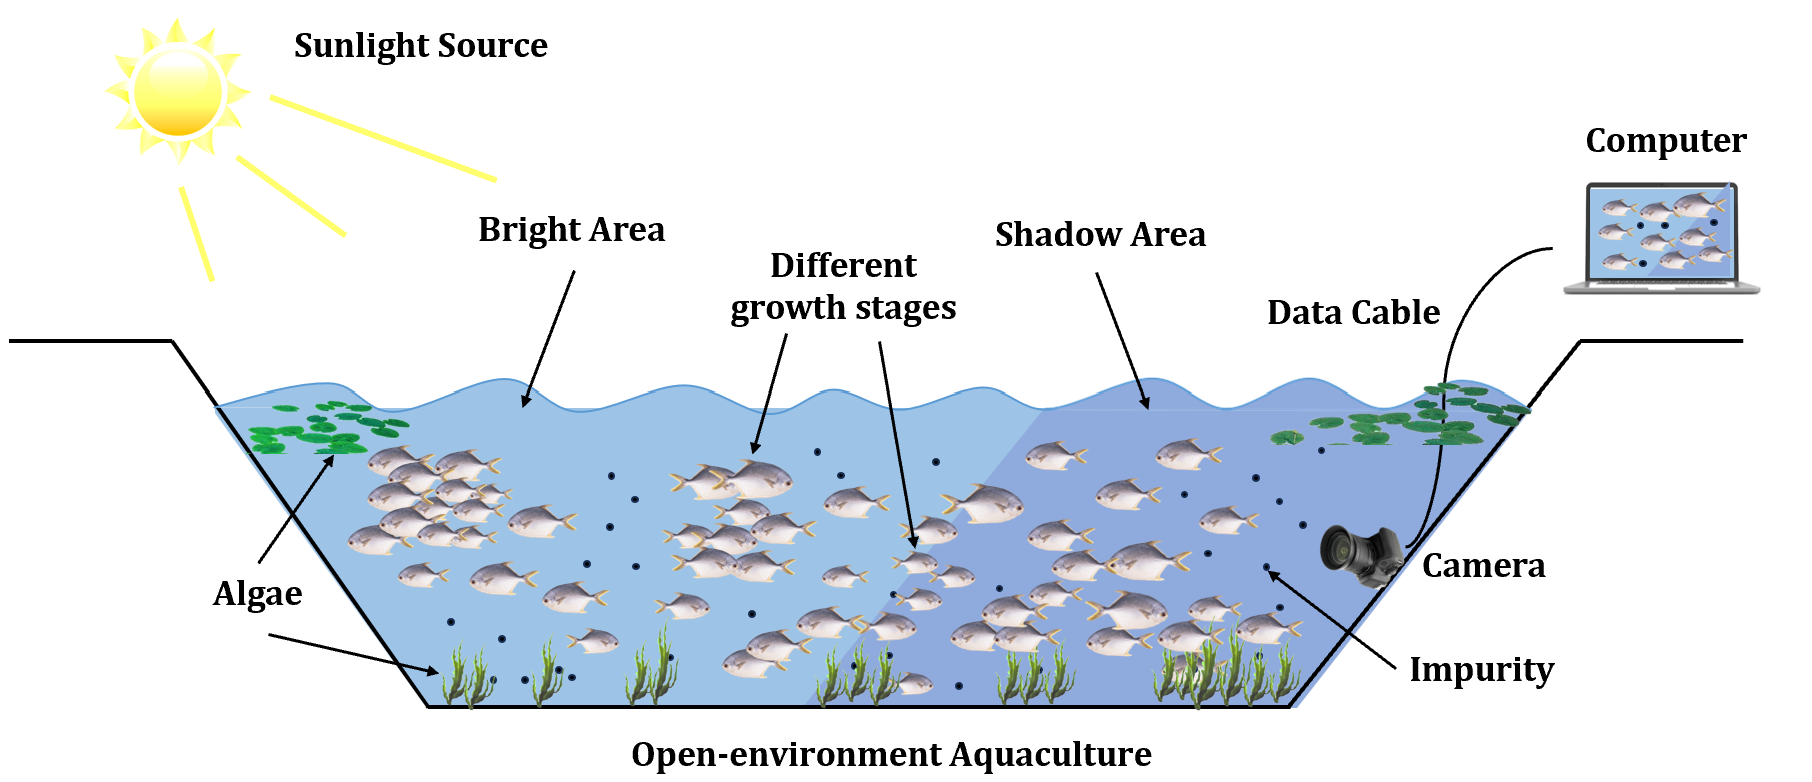 Sunlight Source
Computer
Bright Area
Shadow Area
Different
growth stages
Data Cable
Camera
Algae
Impurity
Open-environment Aquaculture